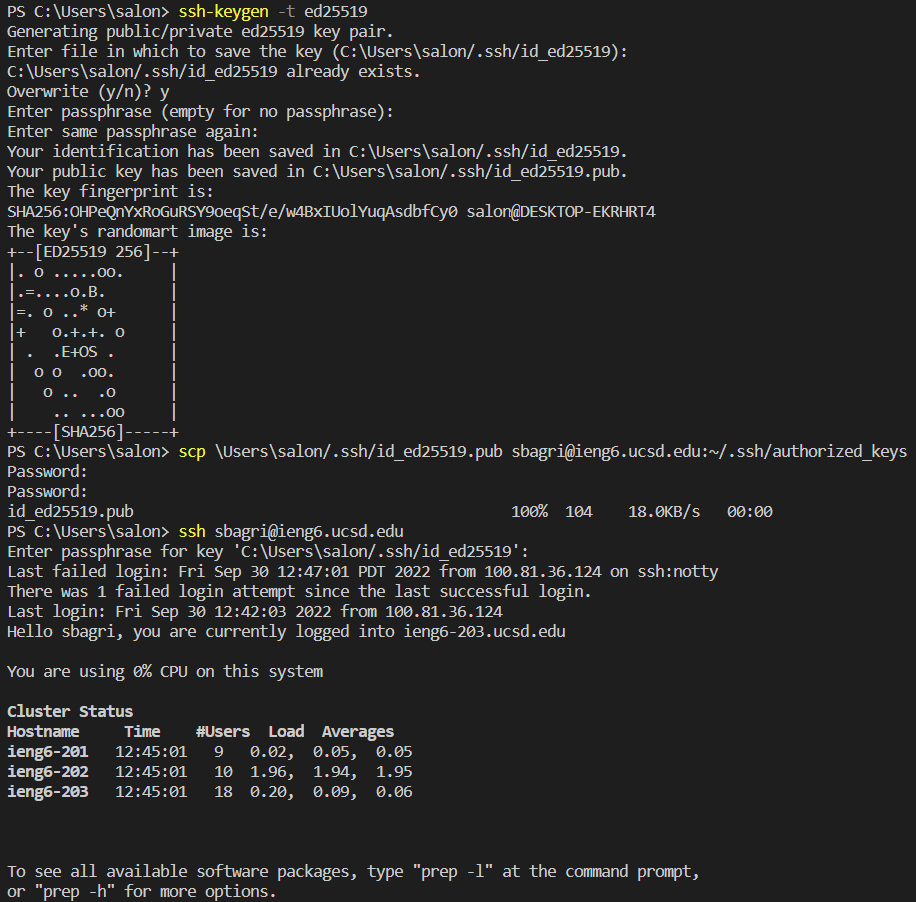 PS C:\Users\salon> ssh-keygen -t ed25519
Generating public/private ed25519 key pair.
Enter file in which to save the key (C:\Users\salon/.ssh/id_ed25519):
C:\Users\salon/.ssh/id_ed25519 already exists.
Overwrite (y/n)? y
Enter passphrase (empty for no passphrase):
Enter same passphrase again:
Your identification has been saved in C:\Users\salon/.ssh/id_ed25519.
Your public key has been saved in C:\Users\salon/.ssh/id_ed25519.pub.
The key fingerprint is:
SHA256:OHPeQnYxRoGuRSY9oeqSt/e/w4BxIUolYuqAsdbfCy0 salon@DESKTOP-EKRHRT4
The key's randomart image is:
+--[ED25519 256]--+
|. o .....oo.     |
|.=....o.B.       |
|=. o ..* o+      |
|+   o.+.+. o     |
| .  .E+OS .      |
|  o o  .oo.      |
|   o ..  .o      |
|    .. ...oo     |
+----[SHA256]-----+
PS C:\Users\salon> scp \Users\salon/.ssh/id_ed25519.pub sbagri@ieng6.ucsd.edu:~/.ssh/authorized_keys
Password:
Password:
id_ed25519.pub                                          100%  104    18.0KB/s   00:00
PS C:\Users\salon> ssh sbagri@ieng6.ucsd.edu
Enter passphrase for key 'C:\Users\salon/.ssh/id_ed25519':
Last failed login: Fri Sep 30 12:47:01 PDT 2022 from 100.81.36.124 on ssh:notty
There was 1 failed login attempt since the last successful login.
Last login: Fri Sep 30 12:42:03 2022 from 100.81.36.124
Hello sbagri, you are currently logged into ieng6-203.ucsd.edu
You are using 0% CPU on this system
Cluster Status
Hostname     Time    #Users  Load  Averages
ieng6-201   12:45:01   9   0.02,  0.05,  0.05
ieng6-202   12:45:01   10  1.96,  1.94,  1.95
ieng6-203   12:45:01   18  0.20,  0.09,  0.06
To see all available software packages, type "prep -l" at the command prompt,
or "prep -h" for more options.